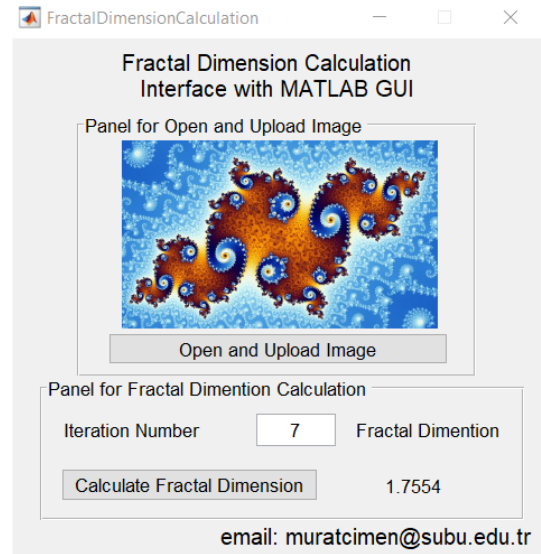 FractalDimensionCalculation
Fractal Dimension Calculation
Interface with MATLAB GUI
Panel for Open and Upload Image
Open and Upload Image
Panel for Fractal Dimention Calculation
Iteration Number 7 Fractal Dimention
Calculate Fractal Dimension 1.7554
email: muratcimen@subu.edu.tr